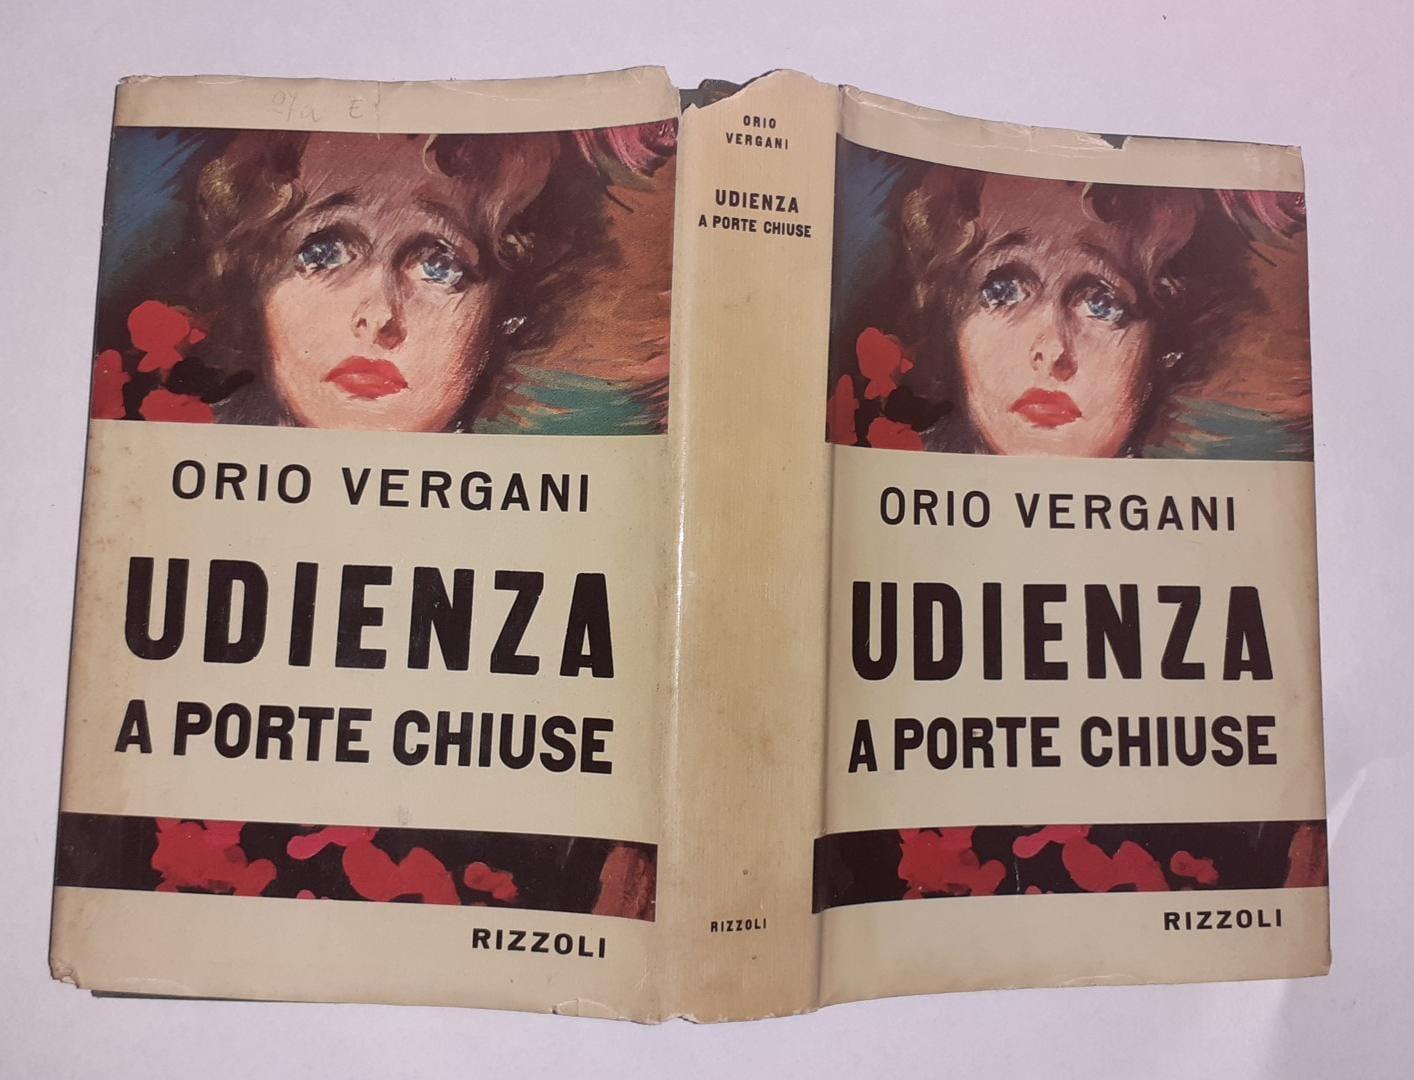 ORIO VERGANI
UDIENZA
A PORTE CHIUSE
RIZZOLI
ORIO
VERGANI
UDIENZA
A PORTE CHIUSE
RIZZOLI
ORIO VERGANI
UDIENZA
A PORTE CHIUSE
RIZZOLI